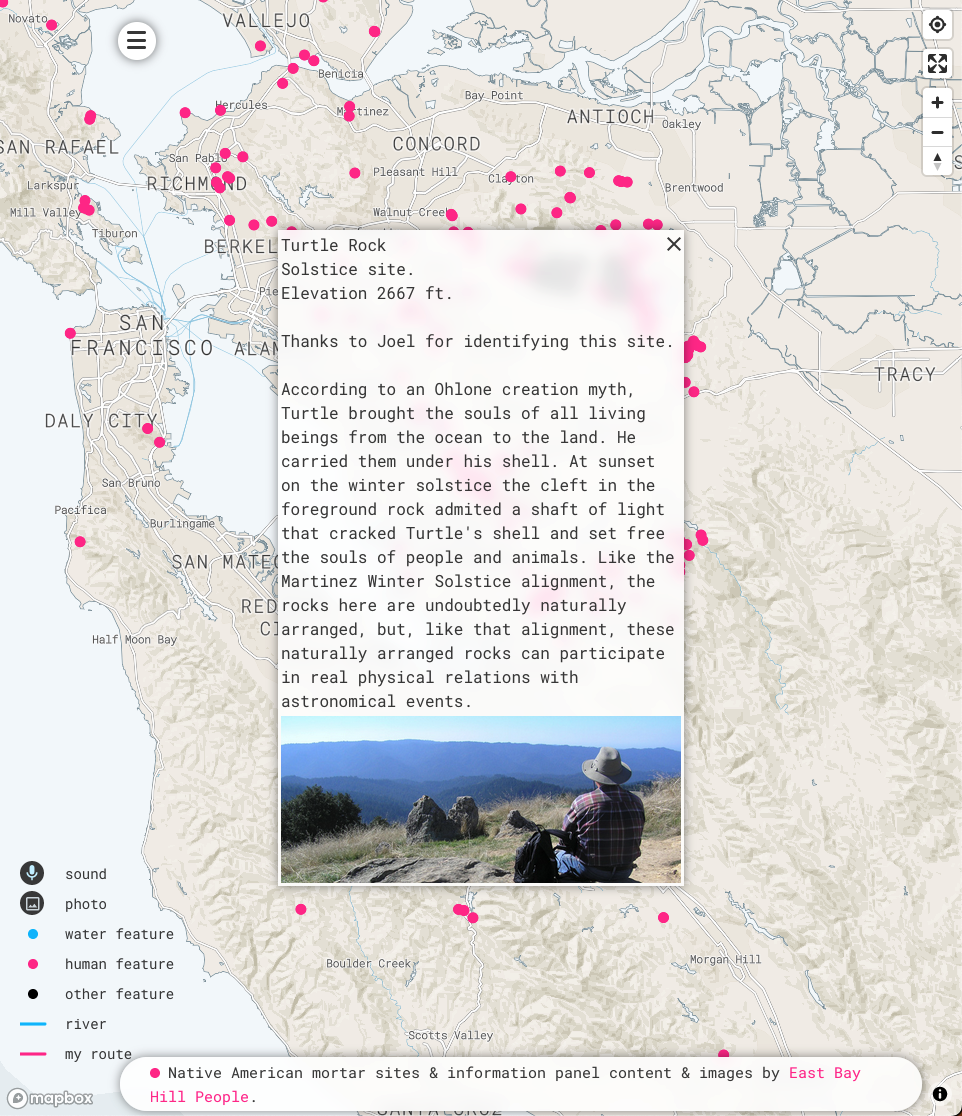 Novato
VALLEJO
Benicia
Hercules
Martinez
Bay Point
ANTIOCH
Oakley
SAN RAFAEL
CONCORD
San Pablo
Pleasant Hill
Clayton
Larkspur
RICHMOND
Brentwood
Mill Valley
Walnut Creek
Tiburon
BERKEL
Turtle Rock
Solstice site.
Elevation 2667 ft.
Thanks to Joel for identifying this site.
According to an Ohlone creation myth,
Turtle brought the souls of all living
beings from the ocean to the land. He
carried them under his shell. At sunset
on the winter solstice the cleft in the
foreground rock admited a shaft of light
that cracked Turtle's shell and set free
the souls of people and animals. Like the
Martinez Winter Solstice alignment, the
rocks here are undoubtedly naturally
arranged, but, like that alignment, these
naturally arranged rocks can participate
in real physical relations with
astronomical events.
Pie
SAN
FRANCISCO
ALAM
TRACY
DALY CITY
San Bruno
Pacifica
Burlingame
SAN MATEO
RED
CI
Half Moon Bay
sound
photo
water feature
human feature
other feature
river
my route
Boulder Creek
Morgan Hill
Scotts Valley
Native American mortar sites & information panel content & images by East Bay
Hill People.
mapbox
SANTA CRUZ